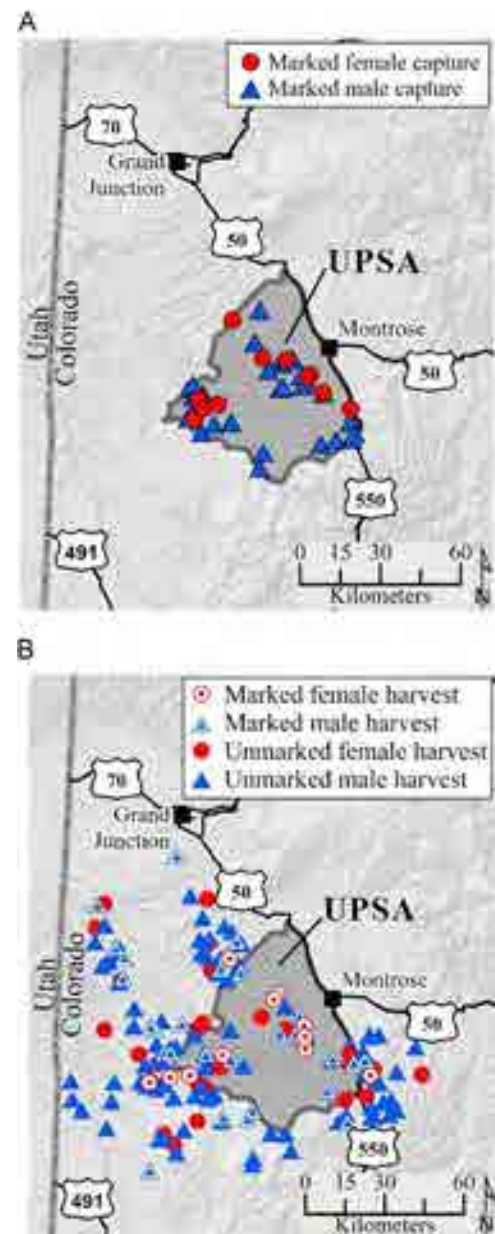 A
Marked female capture
Marked male capture
70
Grand
Junction
50
UPSA
Montrose
Utah
Colorado
50
550
491
0 15 30 60
Kilometers
N
B
Marked female harvest
Marked male harvest
Unmarked female harvest
Unmarked male harvest
70
Grand
Junction
50
UPSA
Montrose
Utah
Colorado
50
550
491
0 15 30 60
Kilometers
N